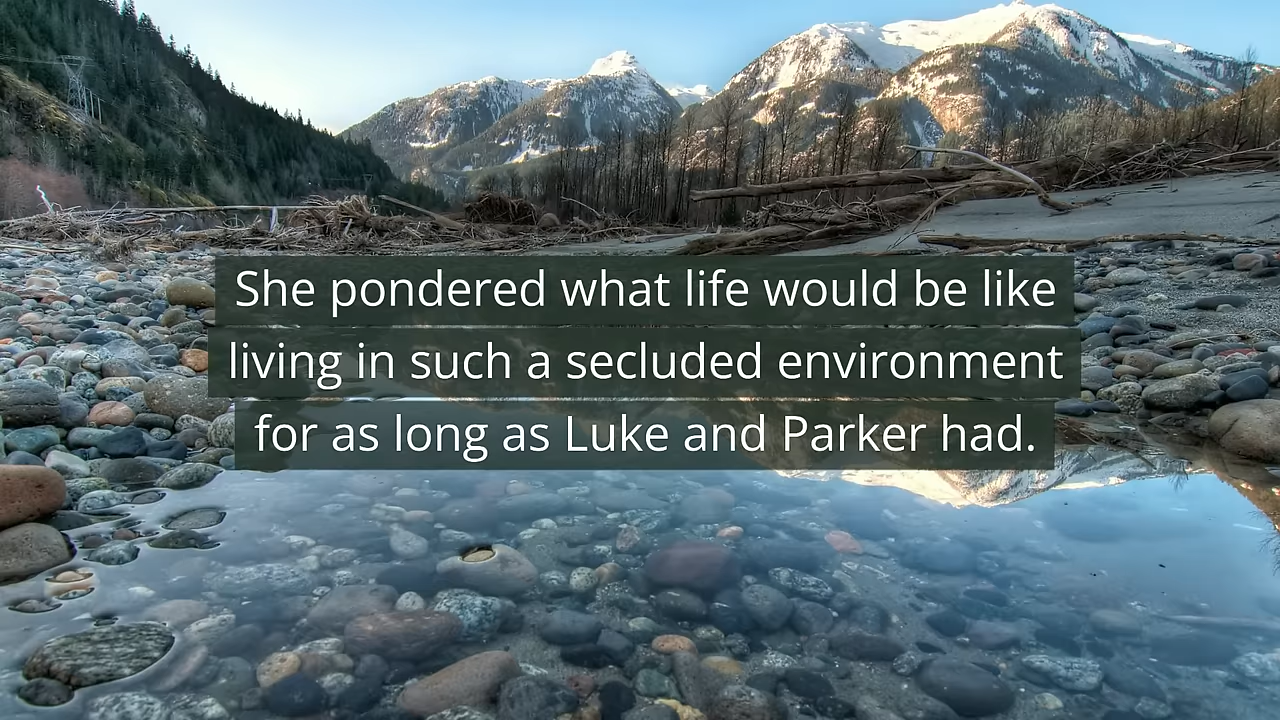 She pondered what life would be like
living in such a secluded environment
for as long as Luke and Parker had.